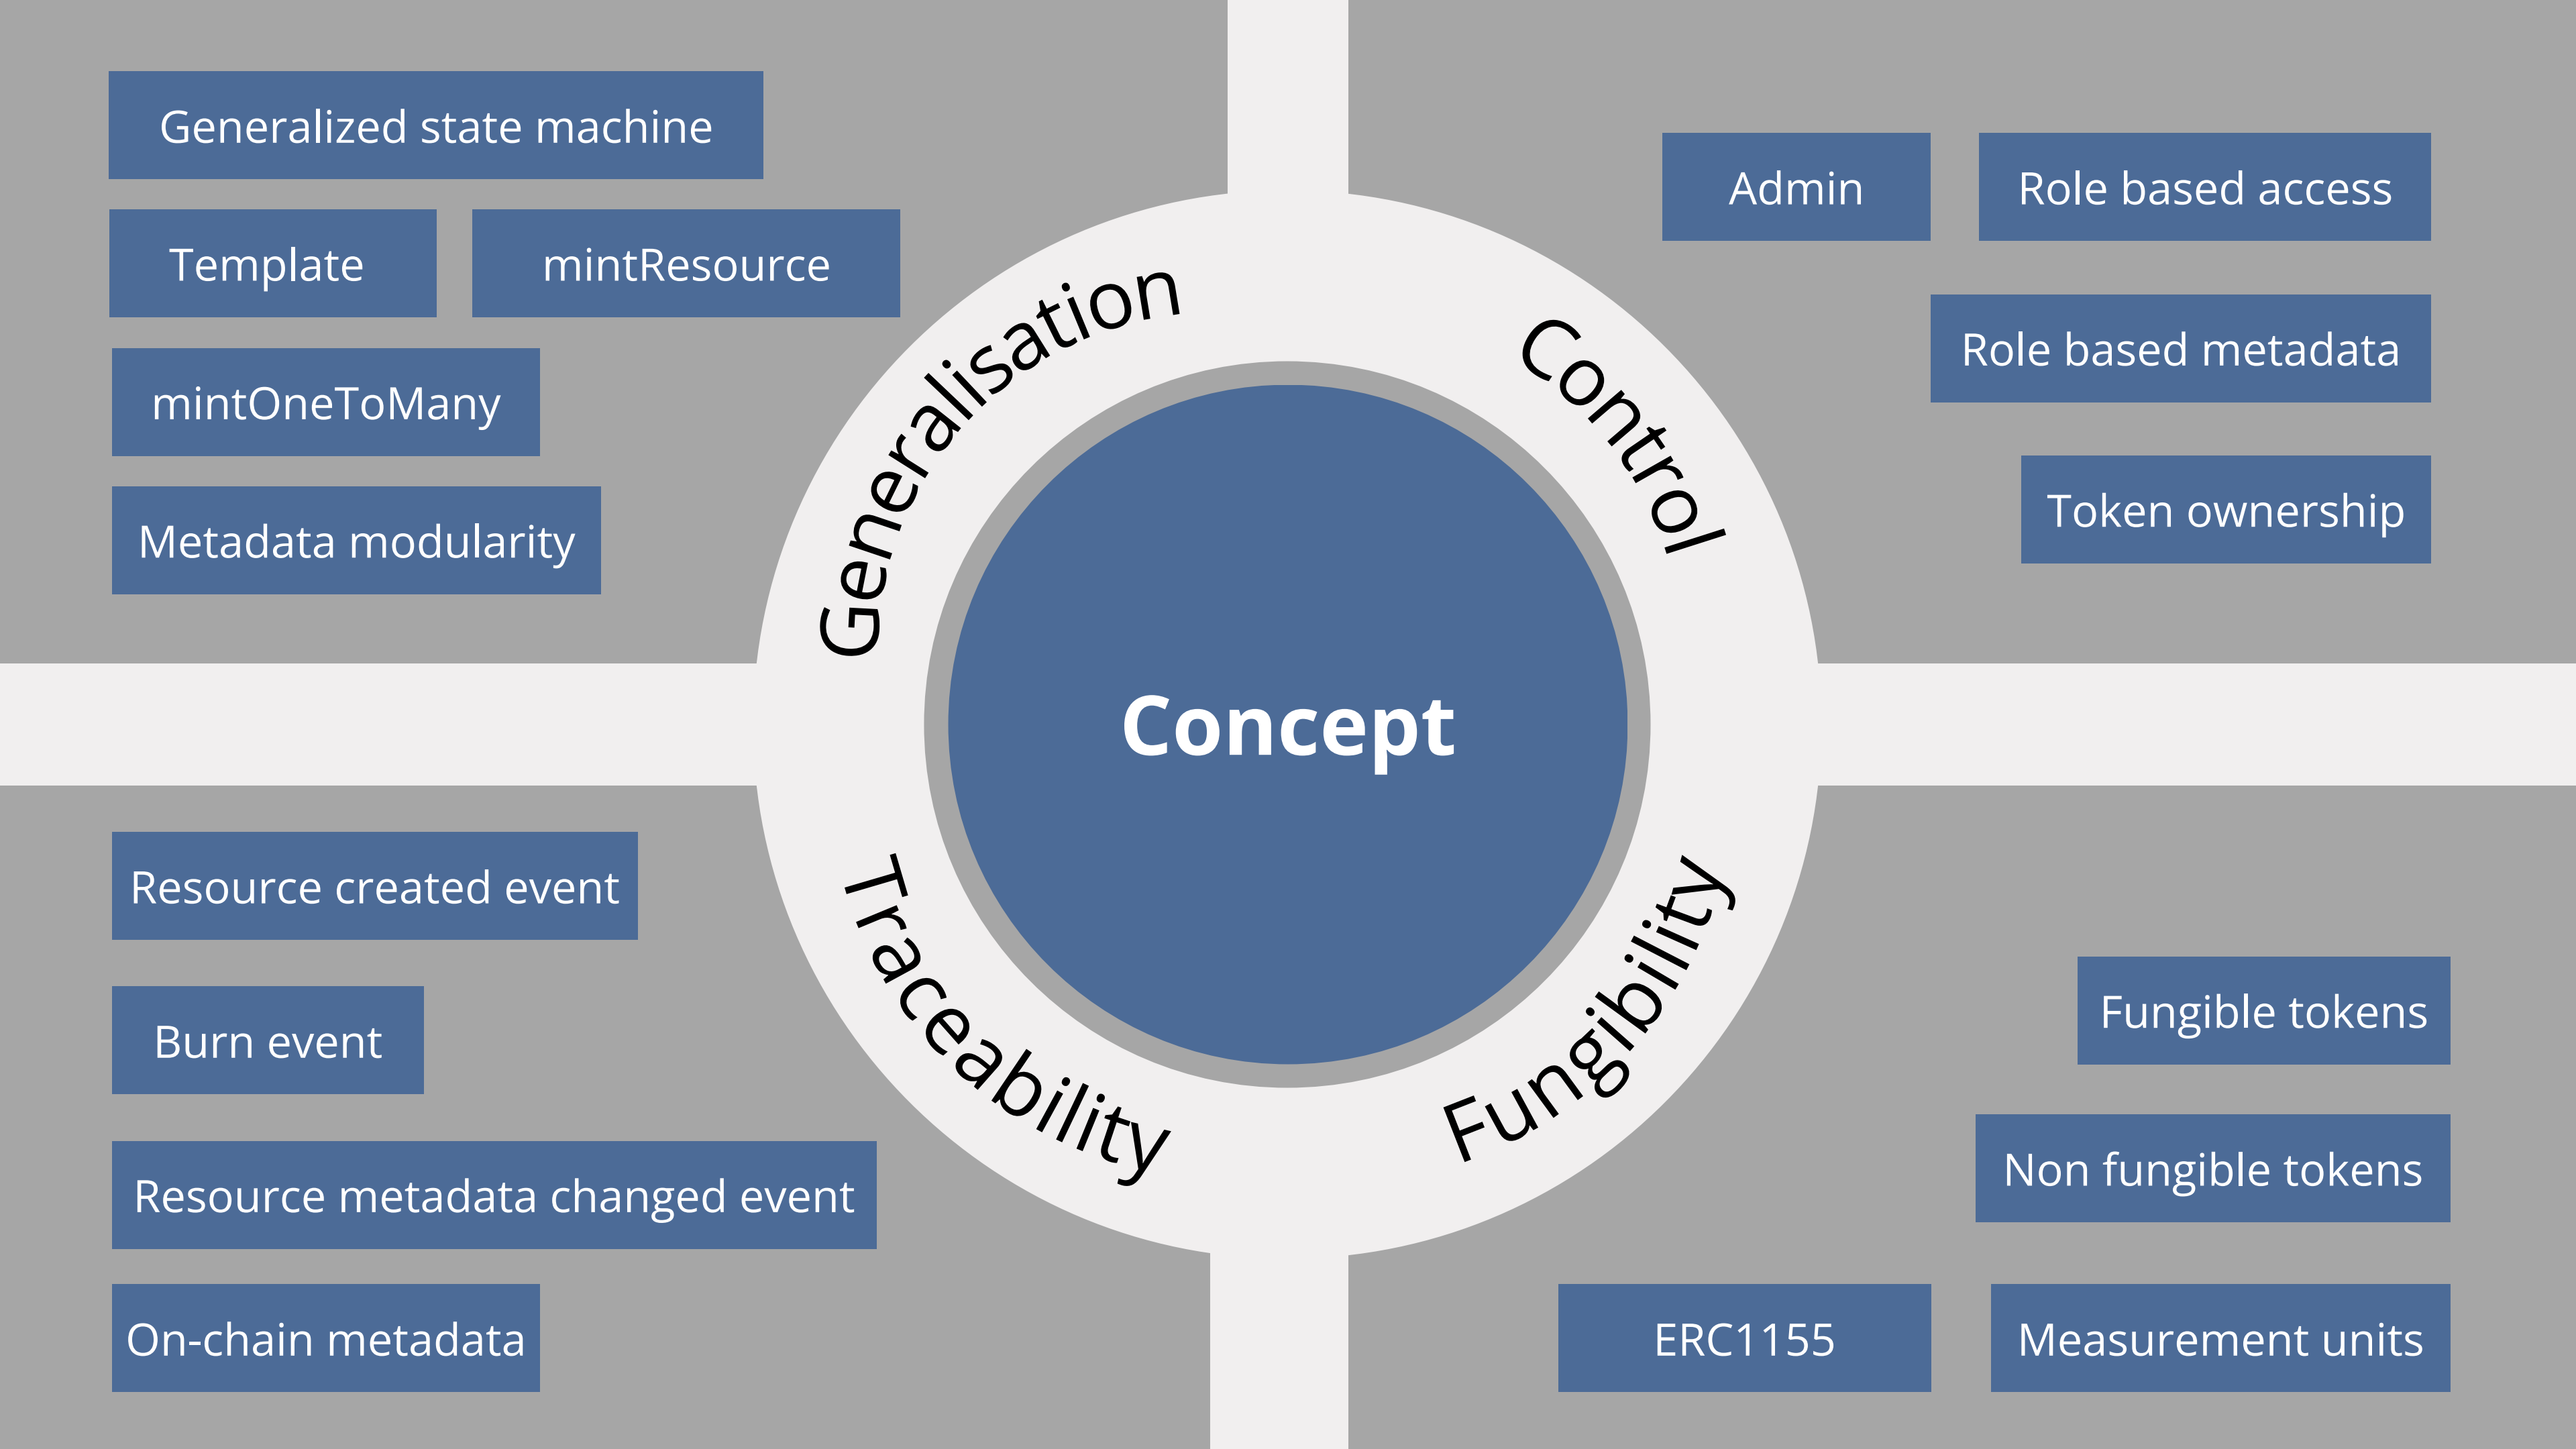 Generalized state machine
Template
mintResource
mintOneToMany
Metadata modularity
Generalisation
Admin
Role based access
Role based metadata
Token ownership
Control
Concept
Resource created event
Burn event
Resource metadata changed event
On-chain metadata
Traceability
Fungibility
Fungible tokens
Non fungible tokens
ERC1155
Measurement units